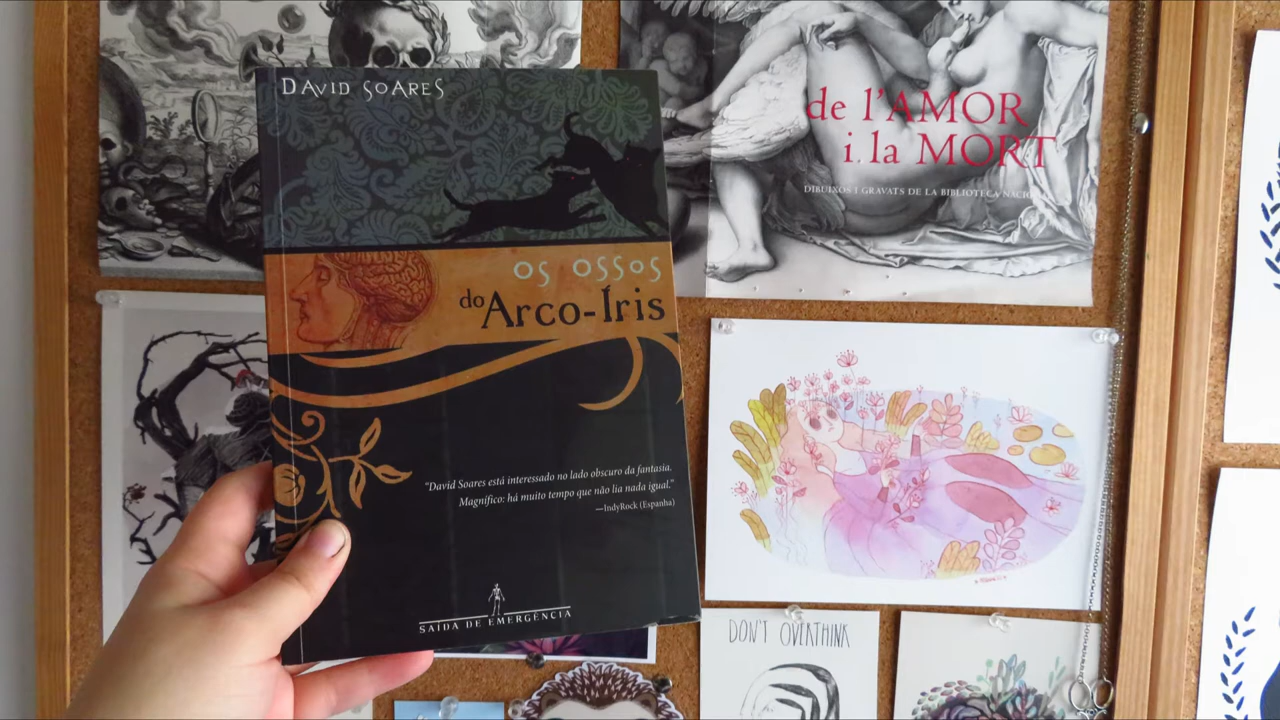 DAVID SOARES
OS OSSOS
do Arco-Íris
"David Soares está interessado no lado obscuro da fantasia.
Magnífico: há muito tempo que não lia nada igual."
—IndyRock (Espanha)
SAÍDA DE EMERGÊNCIA
de l'AMOR
i la MORT
DIBUIXOS I GRAVATS DE LA BIBLIOTECA
DON'T OVERTHINK